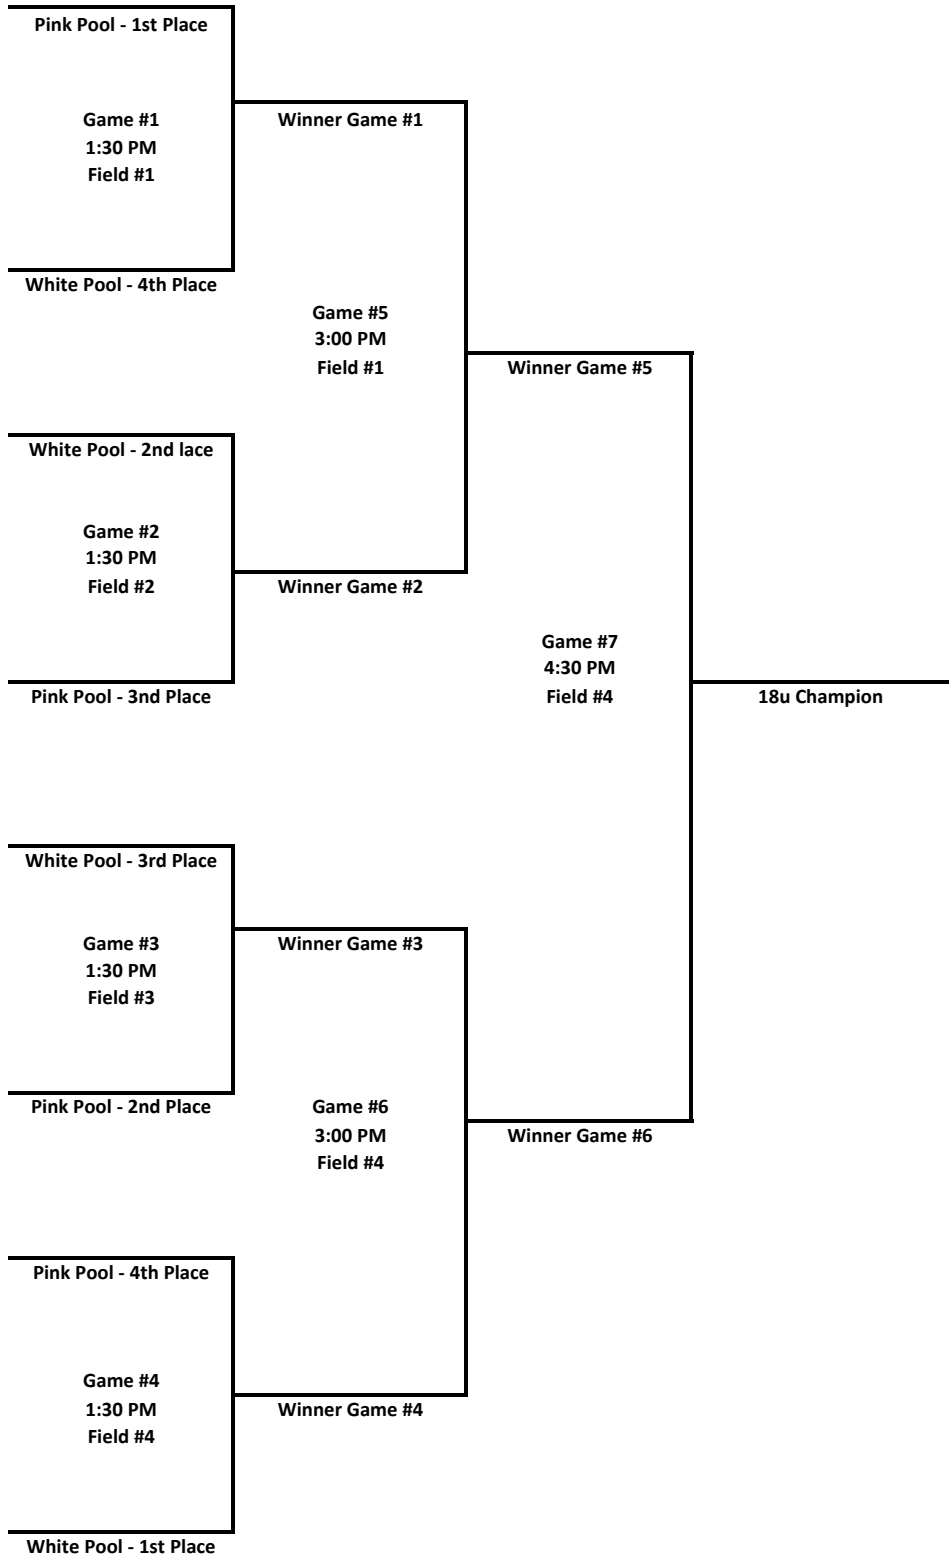 Pink Pool - 1st Place
Game #1
1:30 PM
Field #1
White Pool - 4th Place
Winner Game #1
Game #5
3:00 PM
Field #1
Winner Game #5
White Pool - 2nd lace
Game #2
1:30 PM
Field #2
Pink Pool - 3nd Place
Winner Game #2
Game #7
4:30 PM
Field #4
18u Champion
White Pool - 3rd Place
Game #3
1:30 PM
Field #3
Pink Pool - 2nd Place
Winner Game #3
Game #6
3:00 PM
Field #4
Winner Game #6
Pink Pool - 4th Place
Game #4
1:30 PM
Field #4
White Pool - 1st Place
Winner Game #4